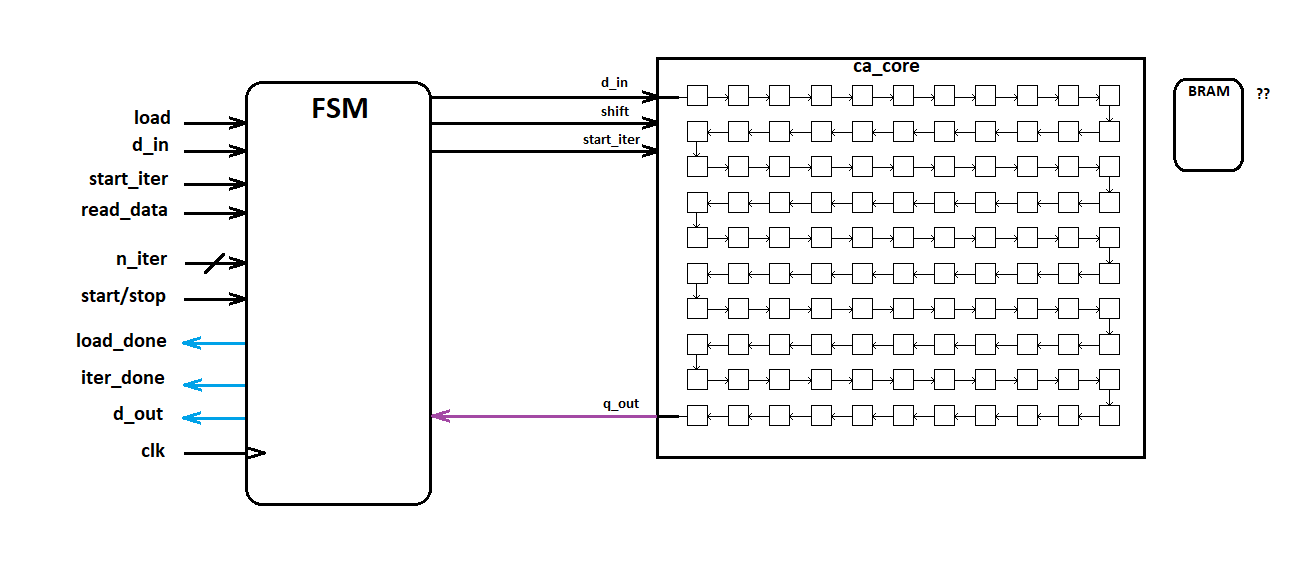 ca_core
d_in
BRAM
??
FSM
load
shift
d_in
start_iter
start_iter
read_data
n_iter
start/stop
load_done
iter_done
q_out
d_out
clk